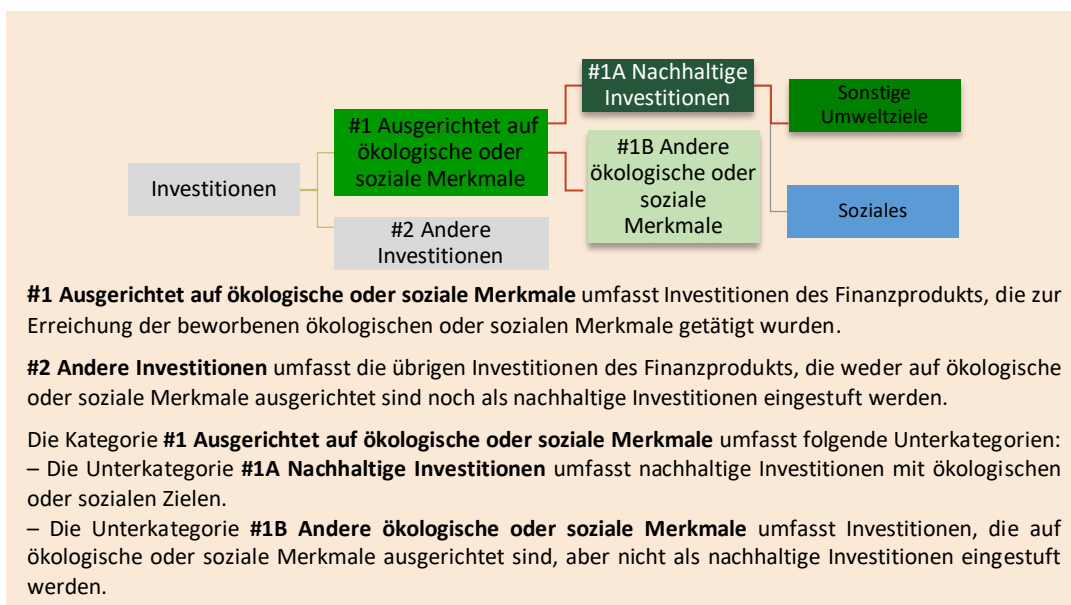 Investitionen
#1 Ausgerichtet auf
ökologische oder
soziale Merkmale
#2 Andere
Investitionen
#1A Nachhaltige
Investitionen
#1B Andere
ökologische oder
soziale
Merkmale
Sonstige
Umweltziele
Soziales
#1 Ausgerichtet auf ökologische oder soziale Merkmale umfasst Investitionen des Finanzprodukts, die zur
Erreichung der beworbenen ökologischen oder sozialen Merkmale getätigt wurden.
#2 Andere Investitionen umfasst die übrigen Investitionen des Finanzprodukts, die weder auf ökologische
oder soziale Merkmale ausgerichtet sind noch als nachhaltige Investitionen eingestuft werden.
Die Kategorie #1 Ausgerichtet auf ökologische oder soziale Merkmale umfasst folgende Unterkategorien:
– Die Unterkategorie #1A Nachhaltige Investitionen umfasst nachhaltige Investitionen mit ökologischen
oder sozialen Zielen.
– Die Unterkategorie #1B Andere ökologische oder soziale Merkmale umfasst Investitionen, die auf
ökologische oder soziale Merkmale ausgerichtet sind, aber nicht als nachhaltige Investitionen eingestuft
werden.